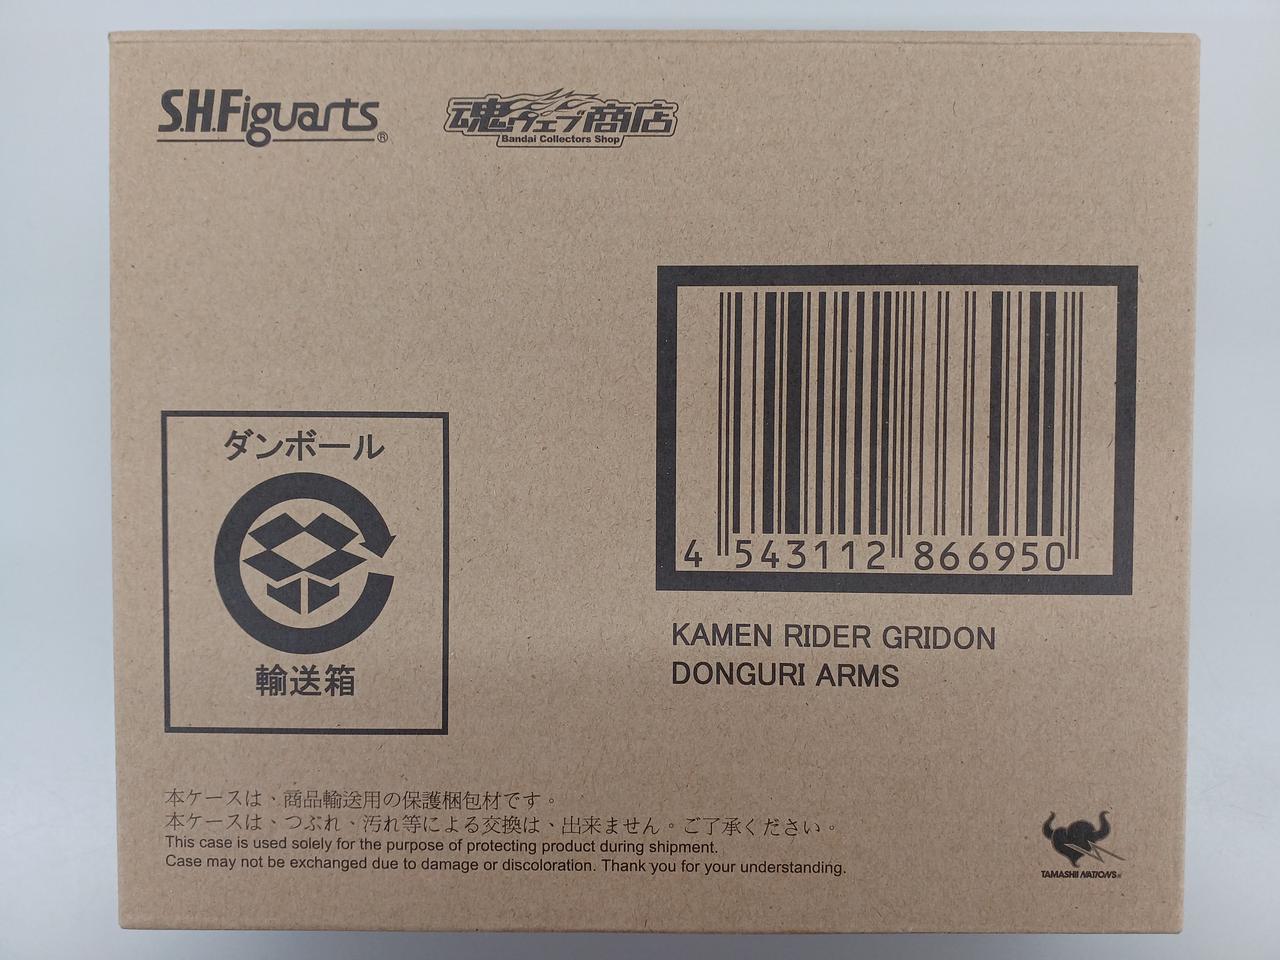 S.H.Figuarts®
魂ウェブ商店
Bandai Collectors Shop
ダンボール
輸送箱
4 543112 866950
KAMEN RIDER GRIDON
DONGURI ARMS
本ケースは、商品輸送用の保護梱包材です。
本ケースは、つぶれ、汚れ等による交換は、出来ません。ご了承ください。
This case is used solely for the purpose of protecting product during shipment.
Case may not be exchanged due to damage or discoloration. Thank you for your understanding.
TAMASHII NATIONS®